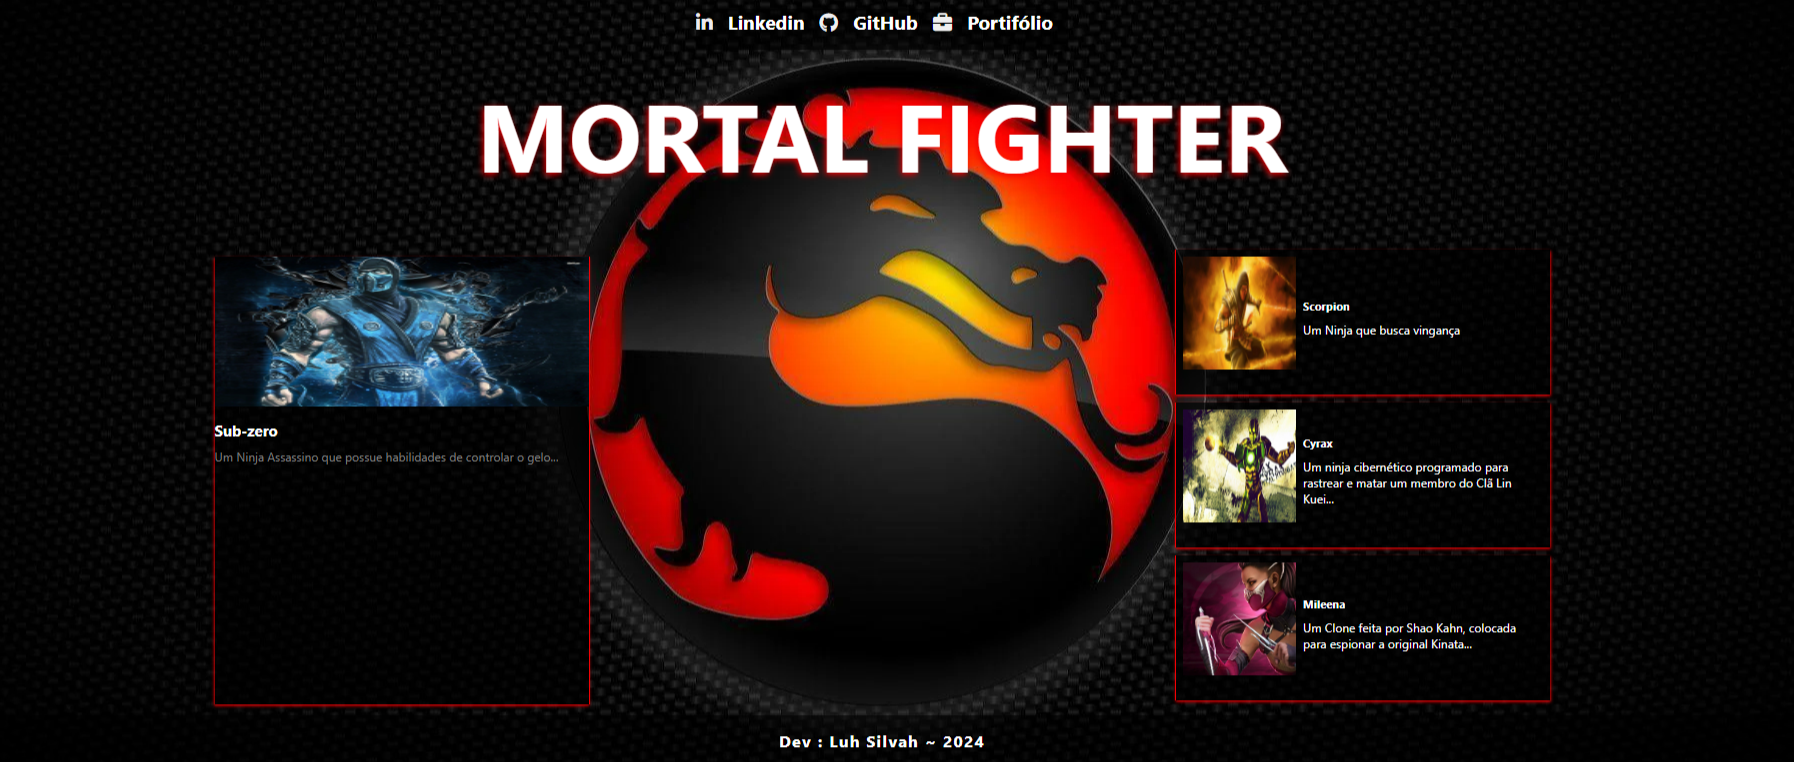 Linkedin GitHub Portifólio
MORTAL FIGHTER
Sub-zero
Um Ninja Assassino que possue habilidades de controlar o gelo...
Scorpion
Um Ninja que busca vingança
Cyrax
Um ninja cibernético programado para
rastrear e matar um membro do Clã Lin
Kuei...
Mileena
Um Clone feita por Shao Kahn, colocada
para espionar a original Kinata...
Dev : Luh Silvah ~ 2024